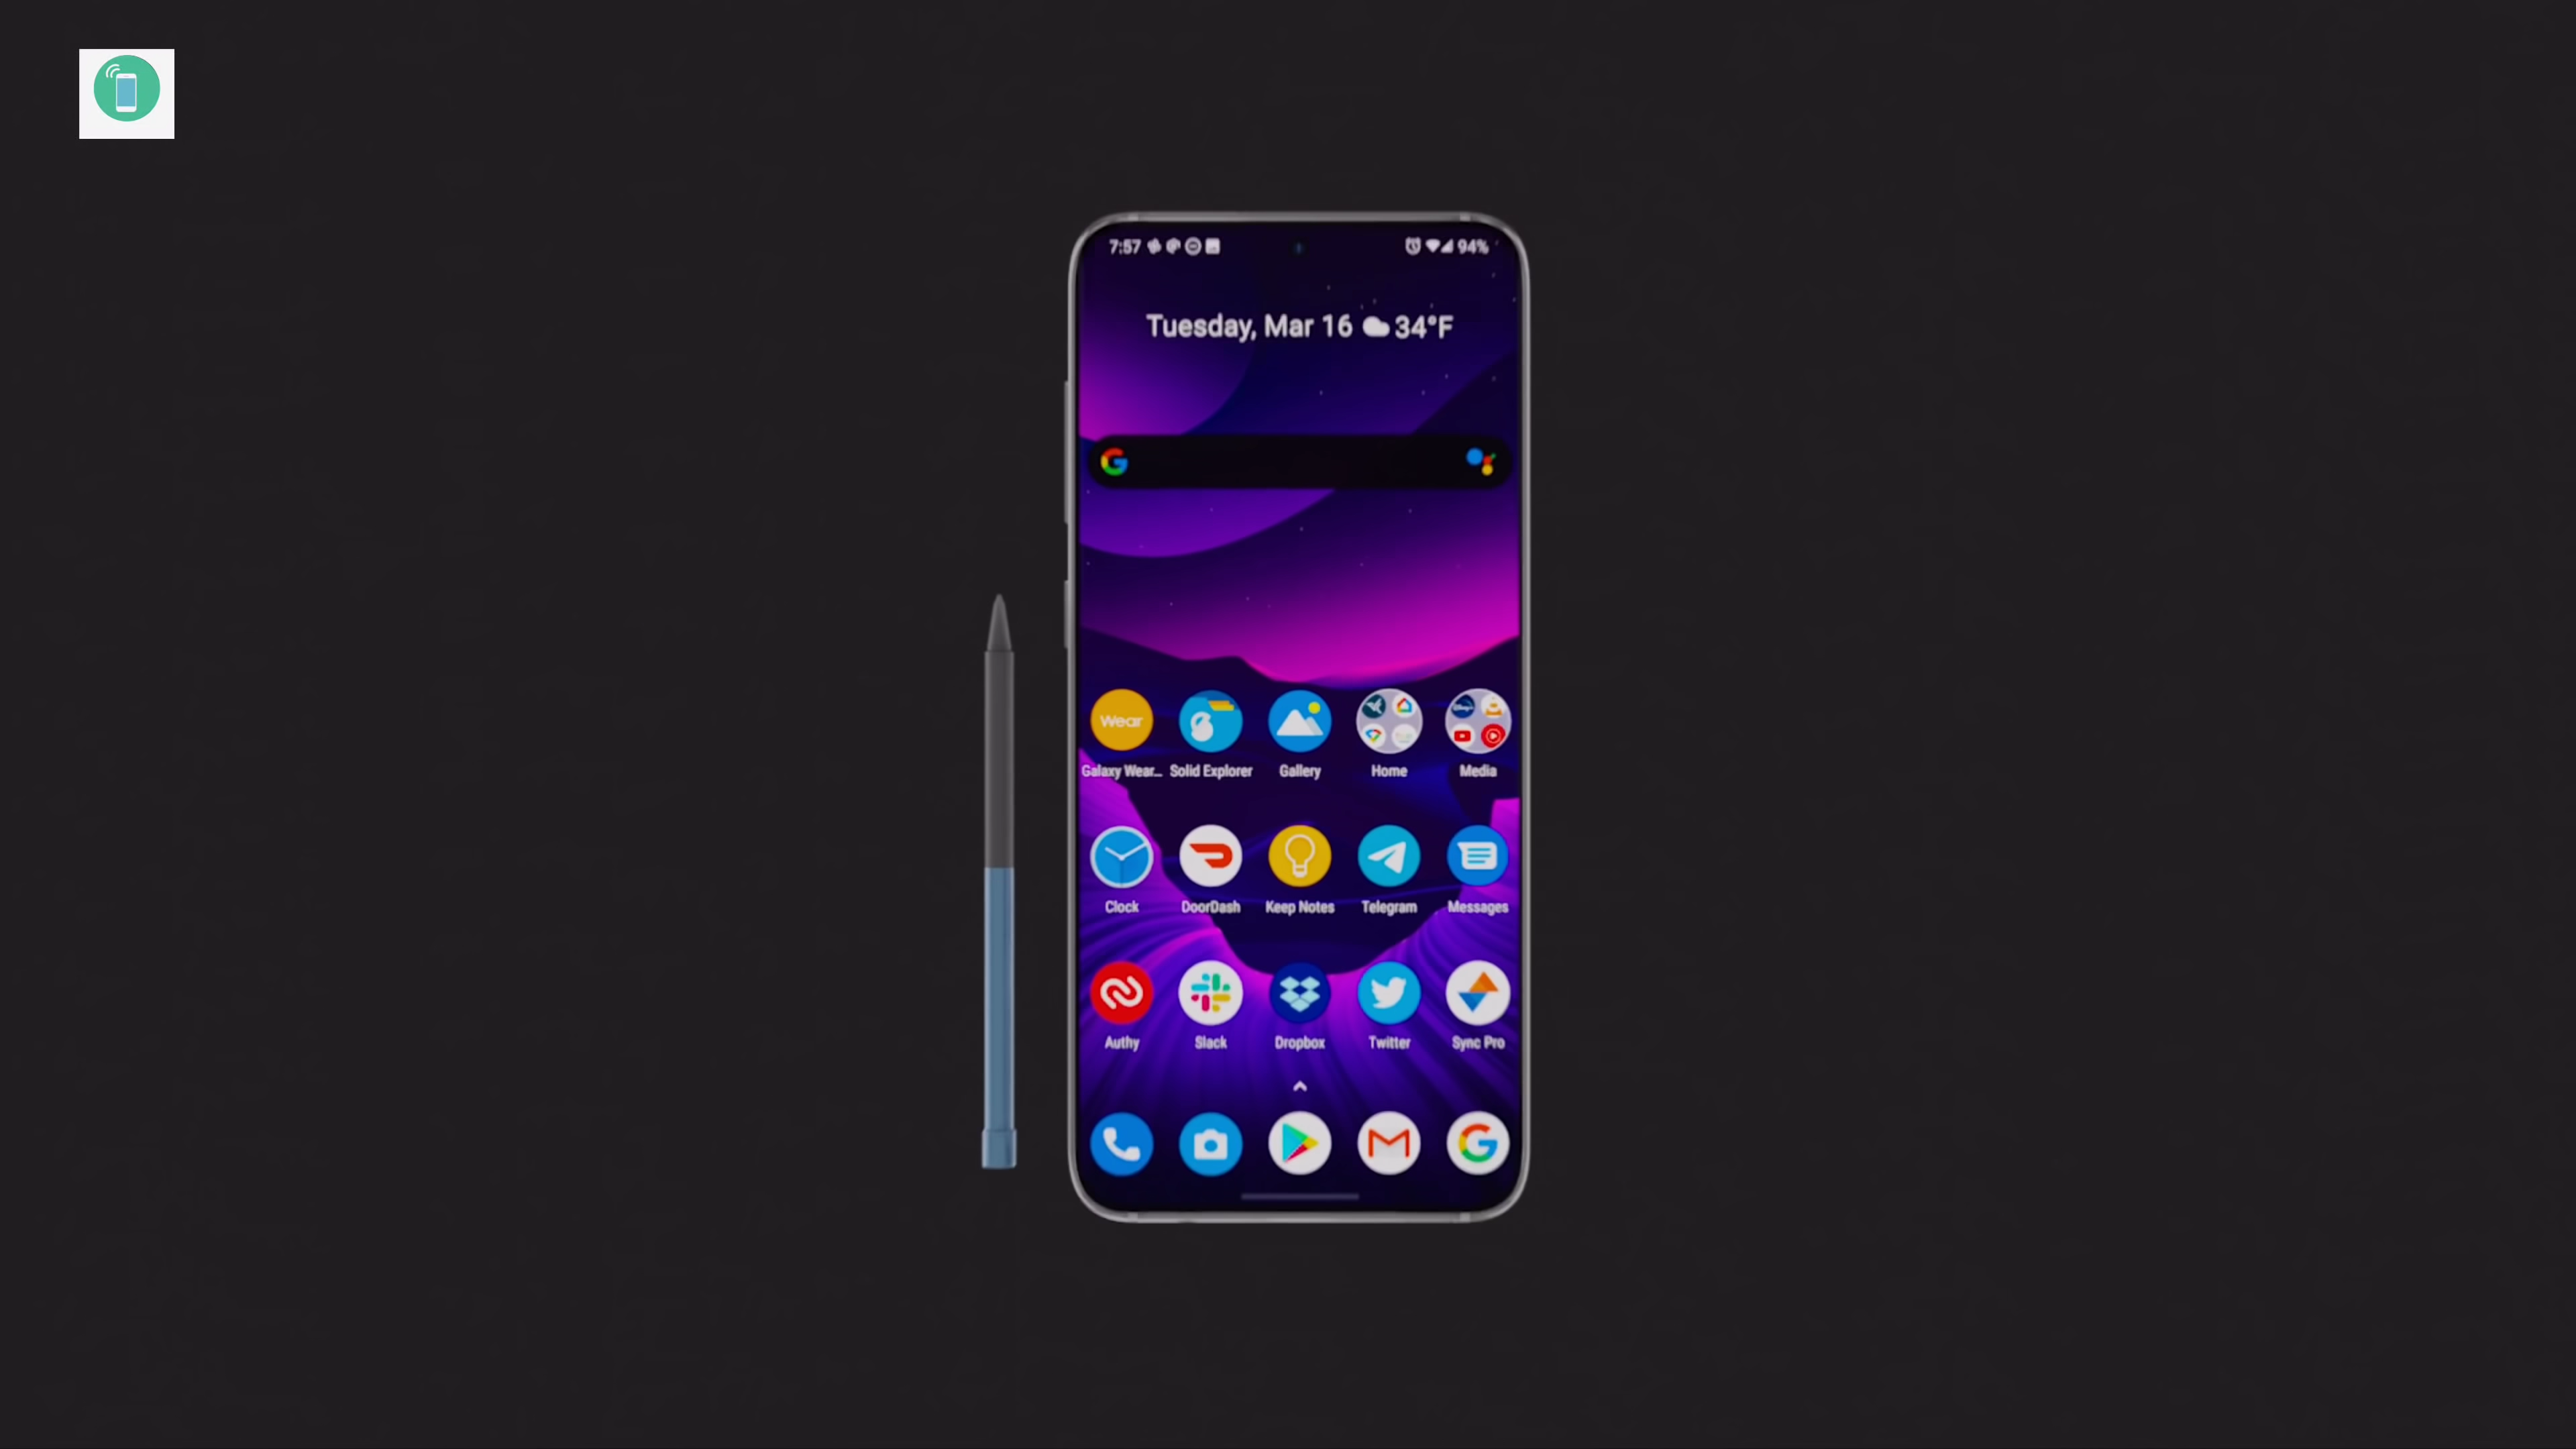 7:57 94%
Tuesday, Mar 16 34°F
Wear
Galaxy Wear... Solid Explorer Gallery Home Media
Clock DoorDash Keep Notes Telegram Messages
Authy Slack Dropbox Twitter Sync Pro